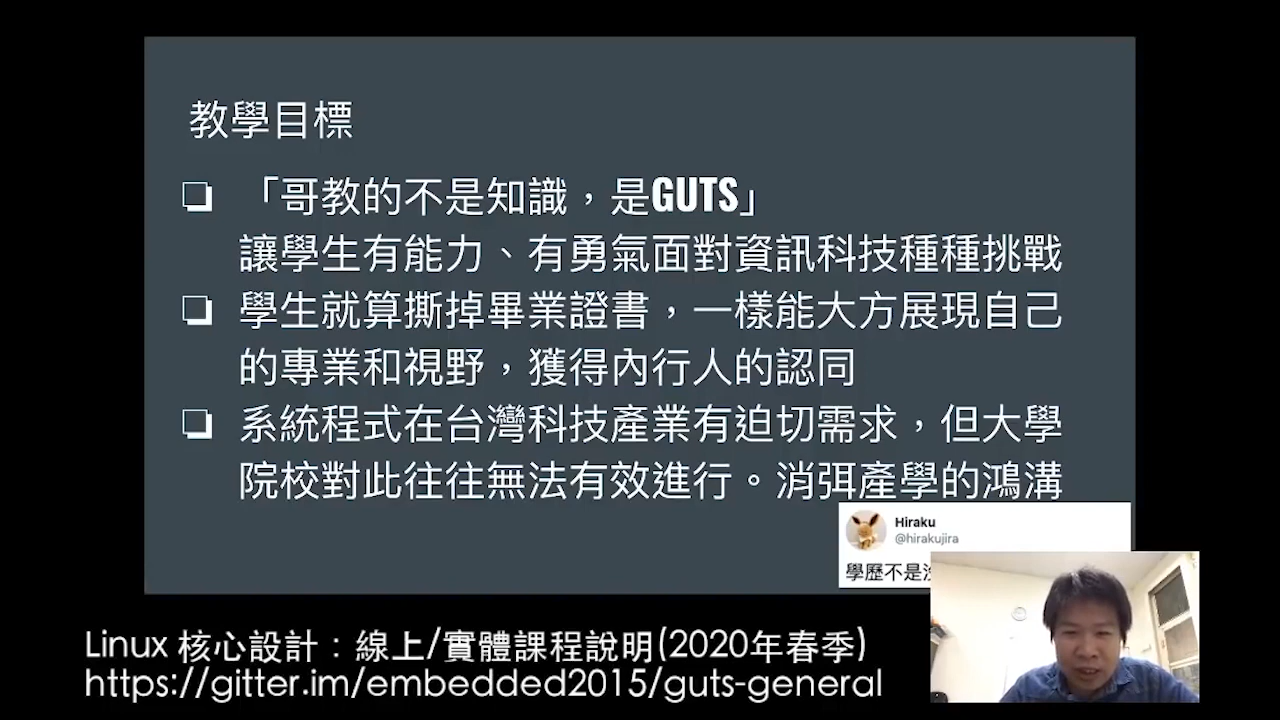 教學目標
「哥教的不是知識，是GUTS」
讓學生有能力、有勇氣面對資訊科技種種挑戰
學生就算撕掉畢業證書，一樣能大方展現自己
的專業和視野，獲得內行人的認同
系統程式在台灣科技產業有迫切需求，但大學
院校對此往往無法有效進行。消弭產學的鴻溝
Hiraku
@hirakujira
學歷不是
Linux 核心設計：線上/實體課程說明(2020年春季)
https://gitter.im/embedded2015/guts-general